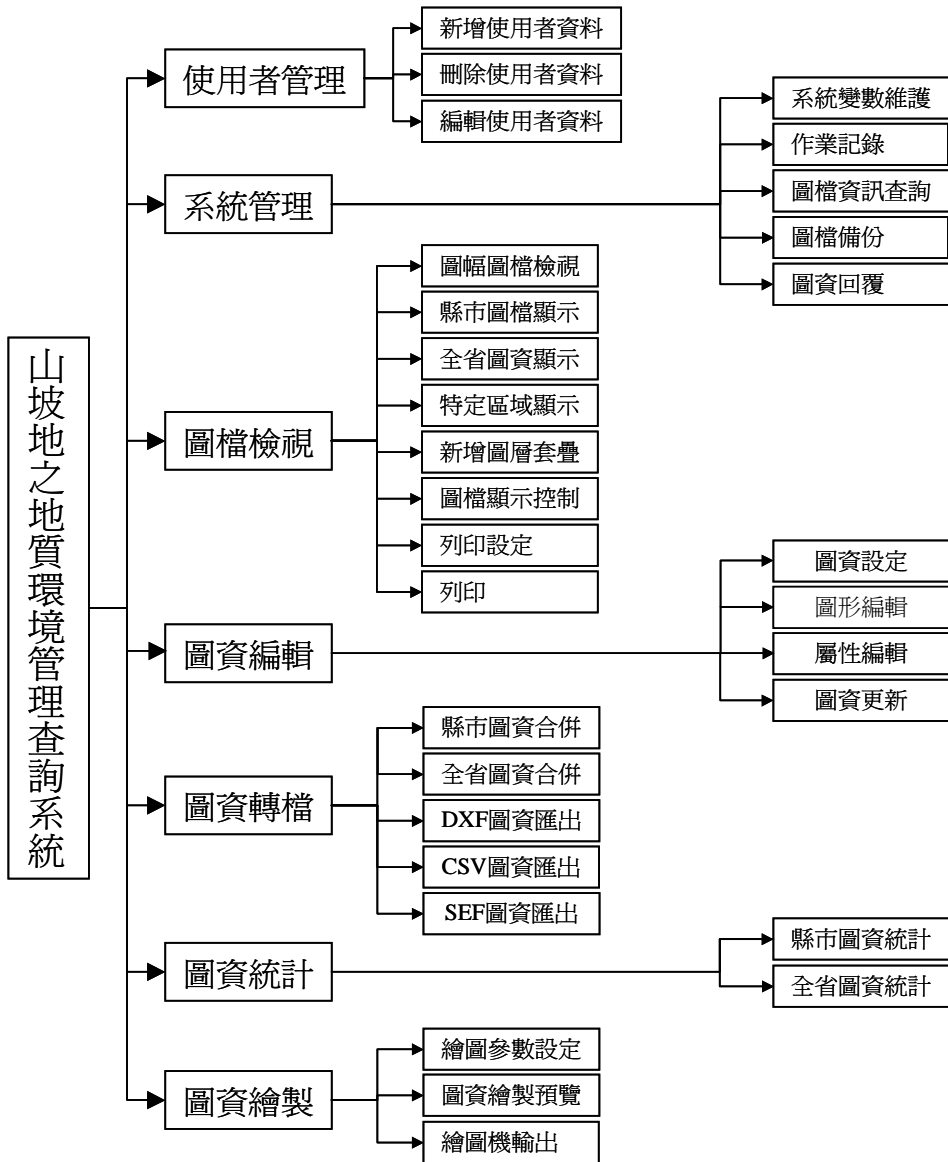 山坡地之地質環境管理查詢系統
使用者管理
新增使用者資料
刪除使用者資料
編輯使用者資料
系統管理
系統變數維護
作業記錄
圖檔資訊查詢
圖檔備份
圖資回覆
圖檔檢視
圖幅圖檔檢視
縣市圖檔顯示
全省圖資顯示
特定區域顯示
新增圖層套疊
圖檔顯示控制
列印設定
列印
圖資編輯
圖資設定
圖形編輯
屬性編輯
圖資更新
圖資轉檔
縣市圖資合併
全省圖資合併
DXF圖資匯出
CSV圖資匯出
SEF圖資匯出
圖資統計
縣市圖資統計
全省圖資統計
圖資繪製
繪圖參數設定
圖資繪製預覽
繪圖機輸出